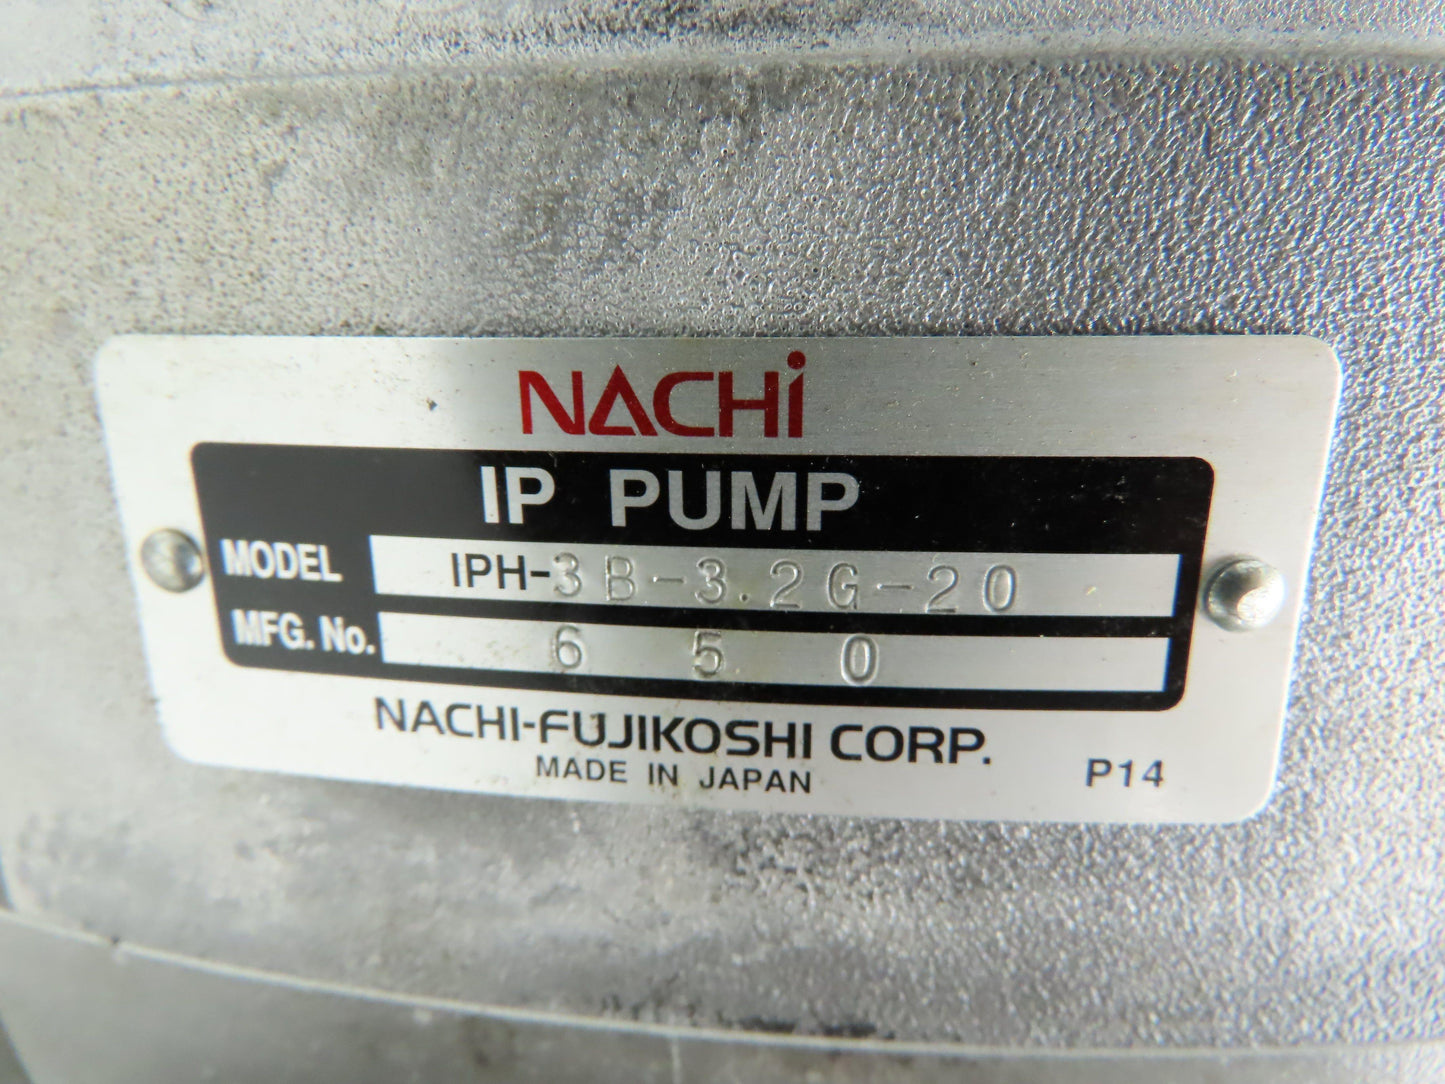 NACHi
IP PUMP
MODEL IPH-3B-3.2G-20
MFG. No. 6 5 0
NACHI-FUJIKOSHI CORP.
MADE IN JAPAN P14